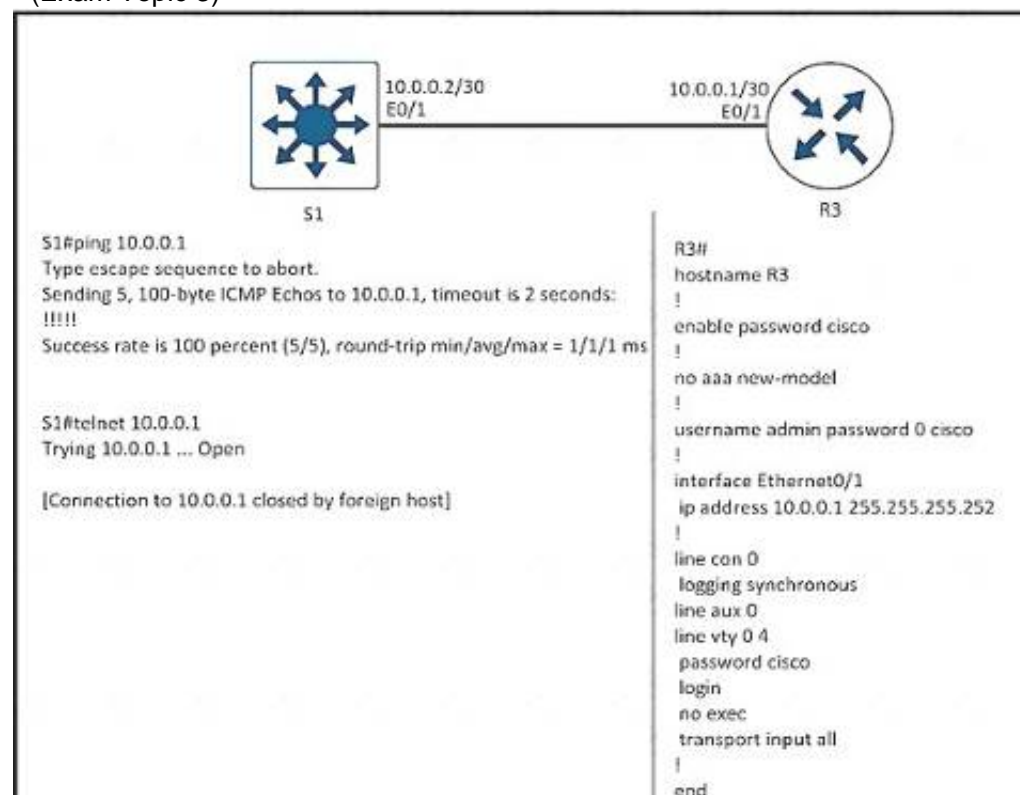 (Exam Topic 3)
10.0.0.2/30
E0/1
10.0.0.1/30
E0/1
S1
R3
S1#ping 10.0.0.1
Type escape sequence to abort.
Sending 5, 100-byte ICMP Echos to 10.0.0.1, timeout is 2 seconds:
!!!!!
Success rate is 100 percent (5/5), round-trip min/avg/max = 1/1/1 ms
S1#telnet 10.0.0.1
Trying 10.0.0.1 ... Open
[Connection to 10.0.0.1 closed by foreign host]
R3#
hostname R3
!
enable password cisco
!
no aaa new-model
!
username admin password 0 cisco
!
interface Ethernet0/1
ip address 10.0.0.1 255.255.255.252
!
line con 0
logging synchronous
line aux 0
line vty 0 4
password cisco
login
no exec
transport input all
!
end